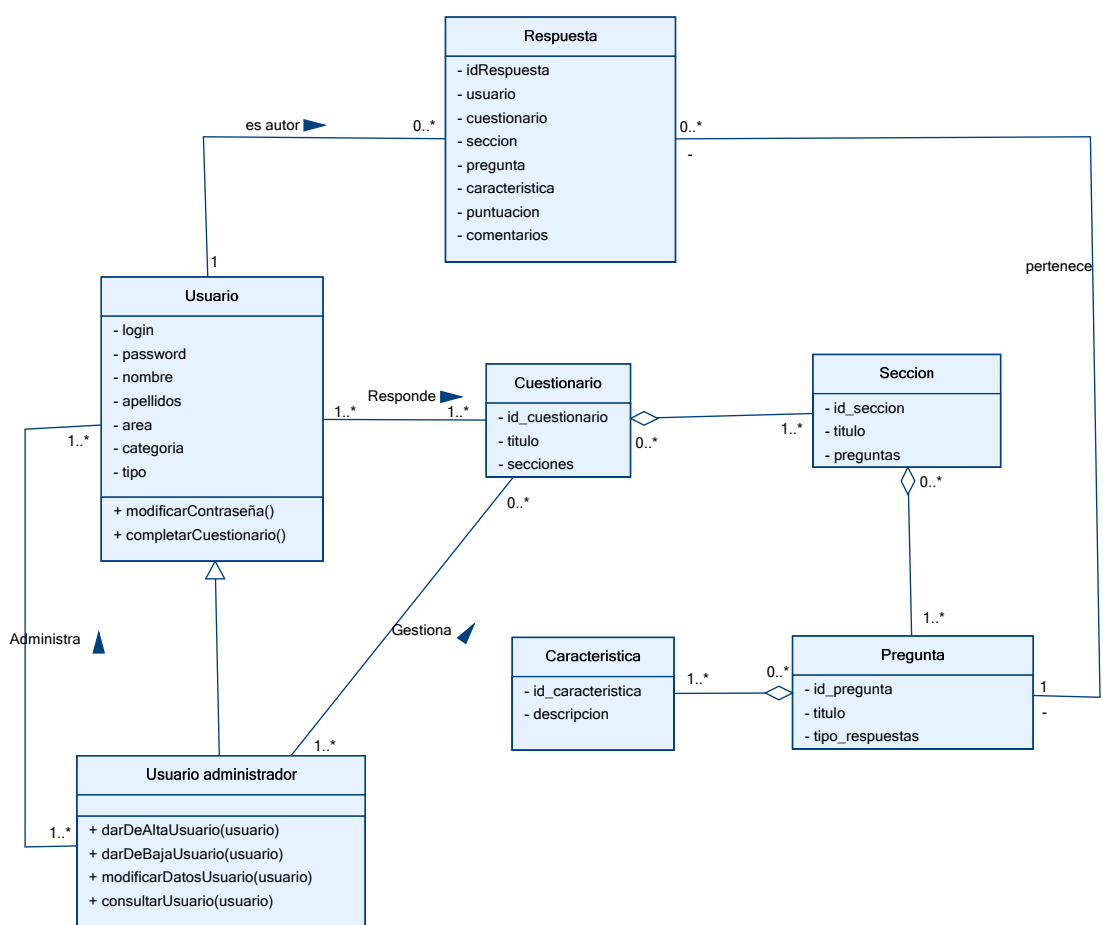 Respuesta
- idRespuesta
- usuario
- cuestionario
- seccion
- pregunta
- caracteristica
- puntuacion
- comentarios
es autor
0..*
0..*
-
1
pertenece
Usuario
- login
- password
- nombre
- apellidos
- area
- categoria
- tipo
+ modificarContraseña()
+ completarCuestionario()
Responde
1..*
1..*
1..*
Cuestionario
- id_cuestionario
- titulo
- secciones
0..*
1..*
0..*
Seccion
- id_seccion
- titulo
- preguntas
0..*
1..*
Administra
Gestiona
Caracteristica
- id_caracteristica
- descripcion
1..*
0..*
Pregunta
- id_pregunta
- titulo
- tipo_respuestas
1
-
1..*
1..*
Usuario administrador
+ darDeAltaUsuario(usuario)
+ darDeBajaUsuario(usuario)
+ modificarDatosUsuario(usuario)
+ consultarUsuario(usuario)